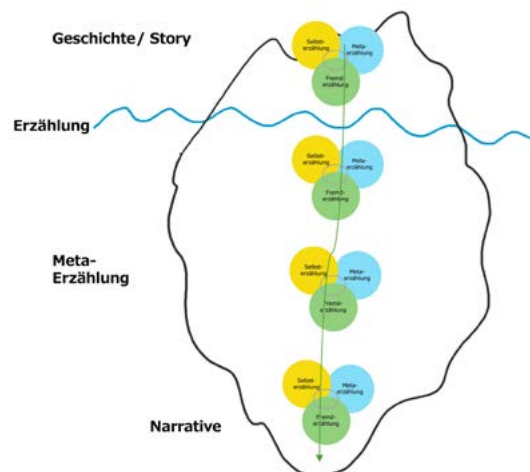 Geschichte/ Story
Selbst-
erzählung
Meta-
erzählung
Fremd-
erzählung
Erzählung
Selbst-
erzählung
Meta-
erzählung
Fremd-
erzählung
Meta-
Erzählung
Selbst-
erzählung
Meta-
erzählung
Fremd-
erzählung
Selbst-
erzählung
Meta-
erzählung
Fremd-
erzählung
Narrative